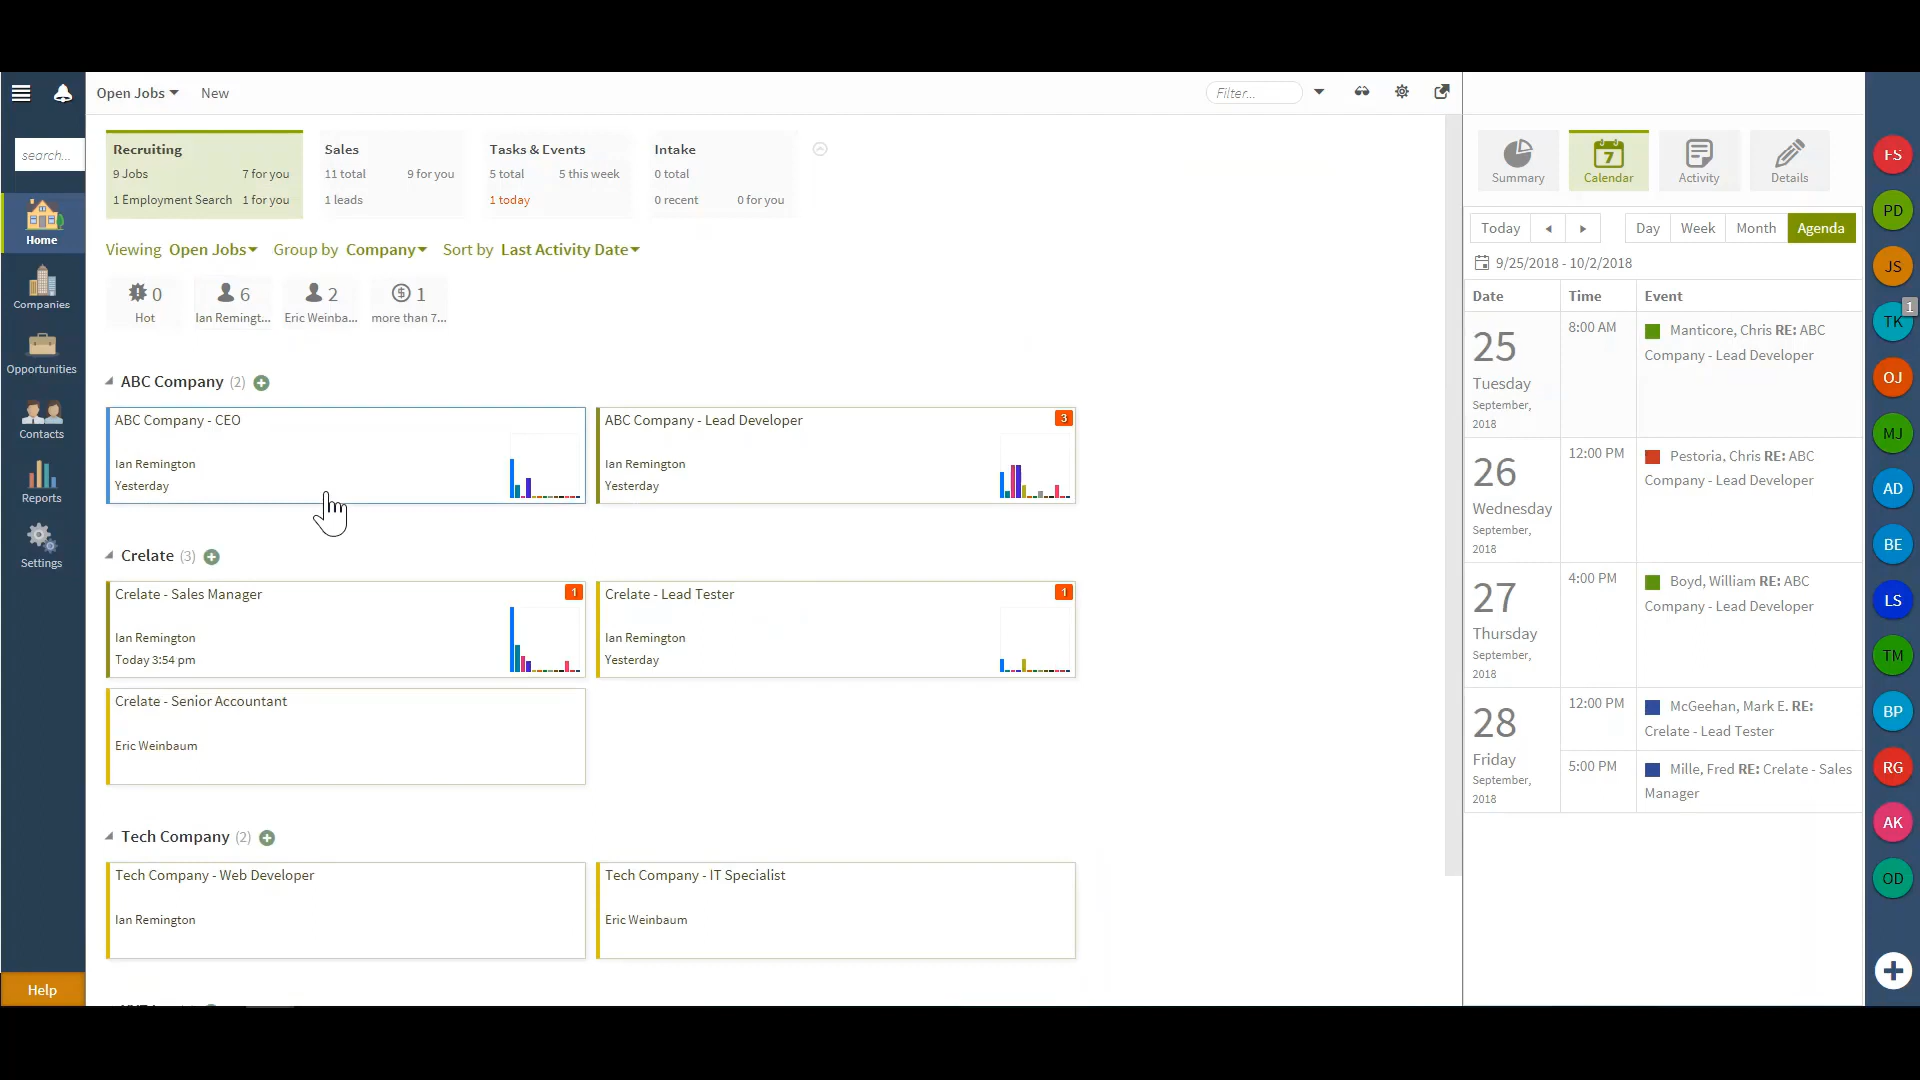 Open Jobs New Filter...
search...
Home
Companies
Opportunities
Contacts
Reports
Settings
Help
Recruiting
9 Jobs 7 for you
1 Employment Search 1 for you
Sales
11 total 9 for you
1 leads
Tasks & Events
5 total 5 this week
1 today
Intake
0 total
0 recent 0 for you
Viewing Open Jobs Group by Company Sort by Last Activity Date
0
Hot
6
Ian Remingt...
2
Eric Weinba...
1
more than 7...
ABC Company (2)
ABC Company - CEO
Ian Remington
Yesterday
ABC Company - Lead Developer 3
Ian Remington
Yesterday
Crelate (3)
Crelate - Sales Manager 1
Ian Remington
Today 3:54 pm
Crelate - Lead Tester 1
Ian Remington
Yesterday
Crelate - Senior Accountant
Eric Weinbaum
Tech Company (2)
Tech Company - Web Developer
Ian Remington
Tech Company - IT Specialist
Eric Weinbaum
Summary
7
Calendar
Activity
Details
Today Day Week Month Agenda
9/25/2018 - 10/2/2018
Date Time Event
25
Tuesday
September,
2018
8:00 AM
Manticore, Chris RE: ABC
Company - Lead Developer
26
Wednesday
September,
2018
12:00 PM
Pestoria, Chris RE: ABC
Company - Lead Developer
27
Thursday
September,
2018
4:00 PM
Boyd, William RE: ABC
Company - Lead Developer
28
Friday
September,
2018
12:00 PM
McGeehan, Mark E. RE:
Crelate - Lead Tester
5:00 PM
Mille, Fred RE: Crelate - Sales
Manager
PD
JS
TK
1
OJ
MJ
AD
BE
LS
TM
BP
RG
AK
OD